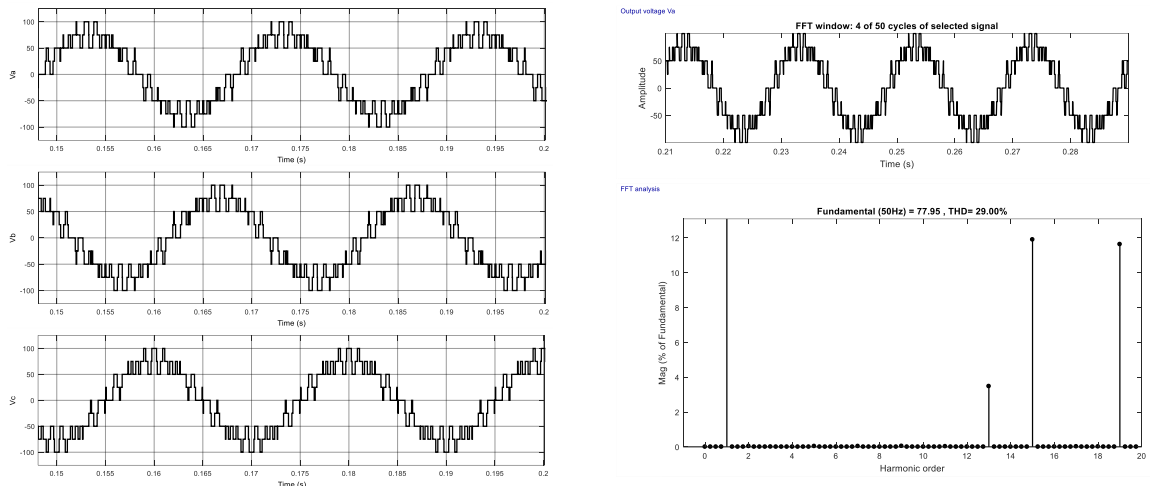 100
50
0
-50
-100
Va
0.15 0.155 0.16 0.165 0.17 0.175 0.18 0.185 0.19 0.195 0.2
Time (s)
100
50
0
-50
-100
Vb
0.15 0.155 0.16 0.165 0.17 0.175 0.18 0.185 0.19 0.195 0.2
Time (s)
100
50
0
-50
-100
Vc
0.15 0.155 0.16 0.165 0.17 0.175 0.18 0.185 0.19 0.195 0.2
Time (s)
Output voltage Va
FFT window: 4 of 50 cycles of selected signal
50
0
-50
Amplitude
0.21 0.22 0.23 0.24 0.25 0.26 0.27 0.28
Time (s)
FFT analysis
Fundamental (50Hz) = 77.95 , THD= 29.00%
12
10
8
6
4
2
0
Mag (% of Fundamental)
0 2 4 6 8 10 12 14 16 18 20
Harmonic order